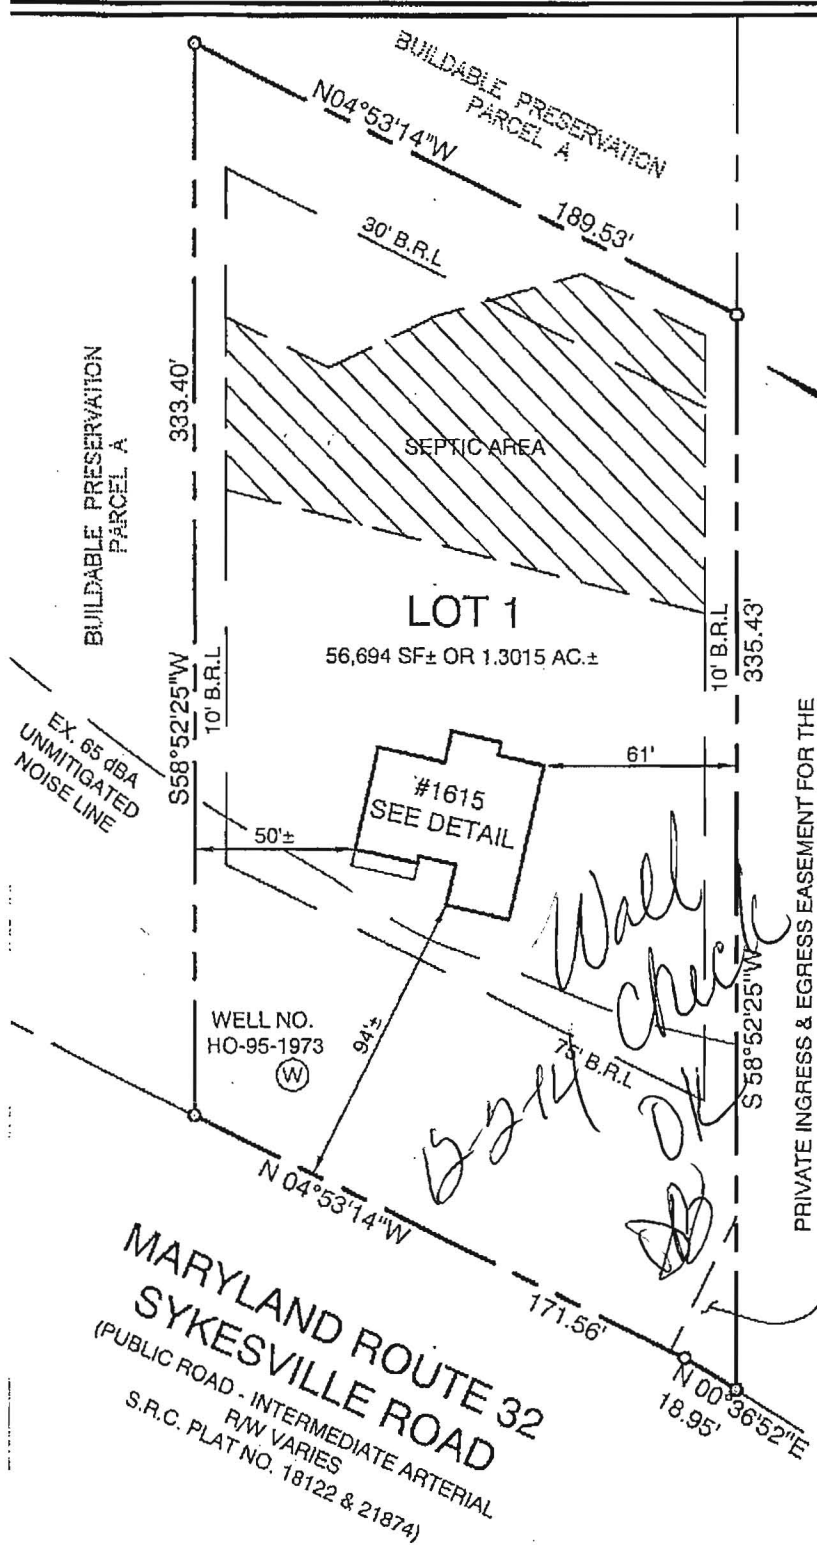 BUILDABLE PRESERVATION
PARCEL A
N04°53'14"W
189.53'
30' B.R.L
333.40'
BUILDABLE PRESERVATION
PARCEL A
SEPTIC AREA
LOT 1
56,694 SF± OR 1.3015 AC.±
10' B.R.L
335.43'
S58°52'25"W
10' B.R.L
EX. 65 dBA
UNMITIGATED
NOISE LINE
61'
#1615
SEE DETAIL
50'±
PRIVATE INGRESS & EGRESS EASEMENT FOR THE
Wall
Check
OK
S 58°52'25"W
WELL NO.
HO-95-1973
W
94'±
75' B.R.L
N 04°53'14"W
171.56'
N 00°36'52"E
18.95'
MARYLAND ROUTE 32
SYKESVILLE ROAD
(PUBLIC ROAD - INTERMEDIATE ARTERIAL
R/W VARIES
S.R.C. PLAT NO. 18122 & 21874)